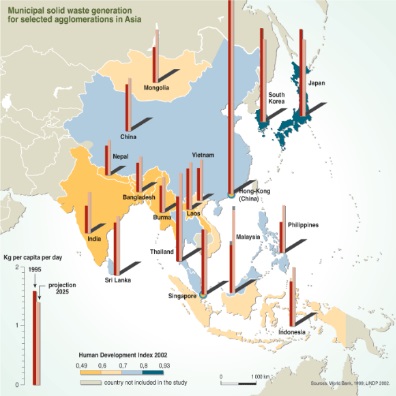 Municipal solid waste generation
for selected agglomerations in Asia
Mongolia
South
Korea
Japan
China
Nepal
Vietnam
Bangladesh
Hong-Kong
(China)
Burma
Laos
India
Malaysia
Philippines
Thailand
Sri Lanka
Singapore
Indonesia
Kg per capita per day
2
1995
projection
2025
1
0
Human Development Index 2002
0,49 0,6 0,7 0,8 0,93
country not included in the study
0 1 000 km
Sources: World Bank, 1999; UNDP 2002.